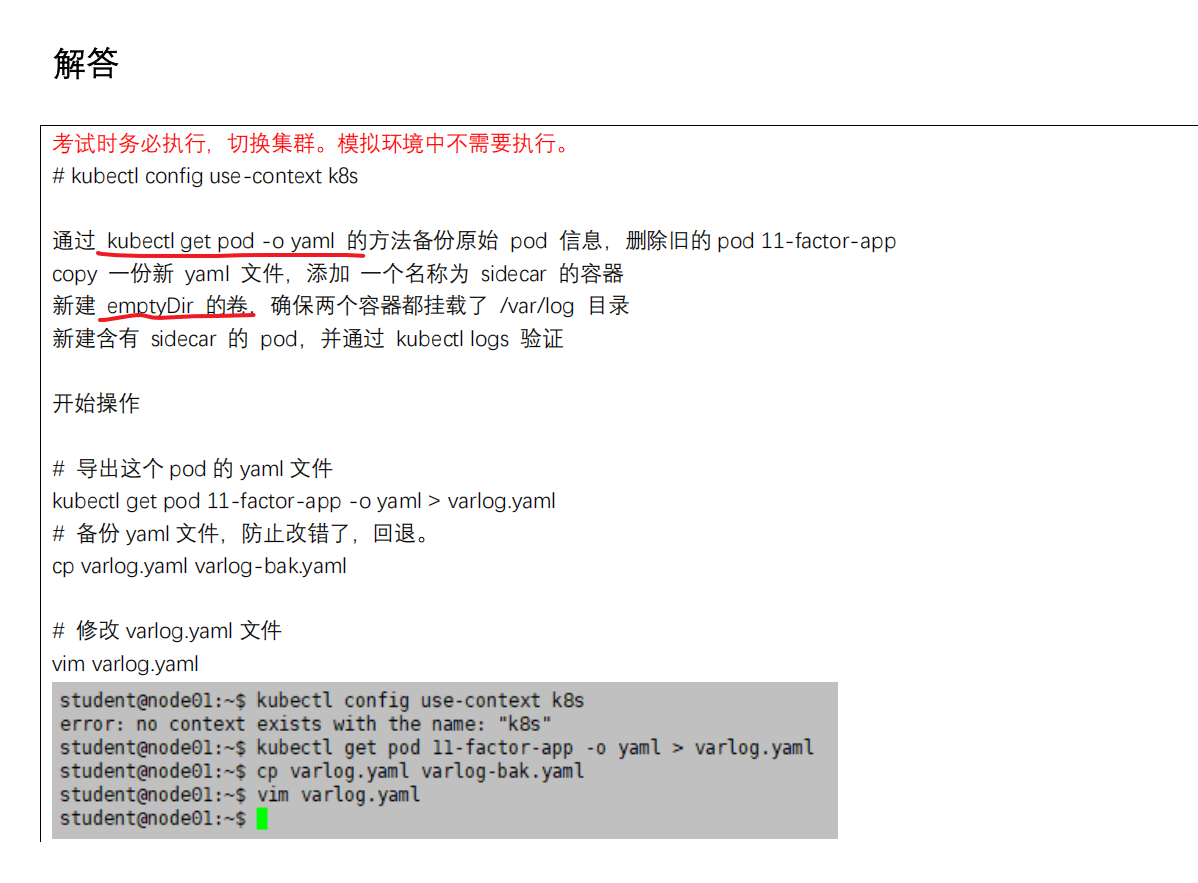 解答
考试时务必执行，切换集群。模拟环境中不需要执行。
# kubectl config use-context k8s
通过 kubectl get pod -o yaml 的方法备份原始 pod 信息，删除旧的 pod 11-factor-app
copy 一份新 yaml 文件，添加 一个名称为 sidecar 的容器
新建 emptyDir 的卷，确保两个容器都挂载了 /var/log 目录
新建含有 sidecar 的 pod，并通过 kubectl logs 验证
开始操作
# 导出这个 pod 的 yaml 文件
kubectl get pod 11-factor-app -o yaml > varlog.yaml
# 备份 yaml 文件，防止改错了，回退。
cp varlog.yaml varlog-bak.yaml
# 修改 varlog.yaml 文件
vim varlog.yaml
student@node01:~$ kubectl config use-context k8s
error: no context exists with the name: "k8s"
student@node01:~$ kubectl get pod 11-factor-app -o yaml > varlog.yaml
student@node01:~$ cp varlog.yaml varlog-bak.yaml
student@node01:~$ vim varlog.yaml
student@node01:~$